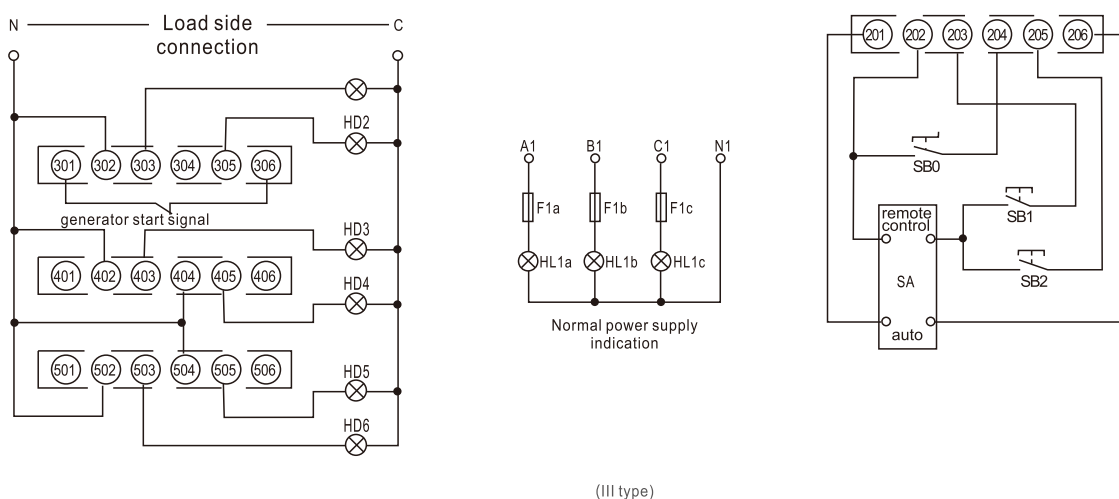 N
Load side
connection
C
HD2
301 302 303 304 305 306
generator start signal
HD3
401 402 403 404 405 406
HD4
501 502 503 504 505 506
HD5
HD6
A1 B1 C1 N1
F1a F1b F1c
HL1a HL1b HL1c
Normal power supply
indication
201 202 203 204 205 206
SB0
SB1
remote
control
SA
SB2
auto
(III type)